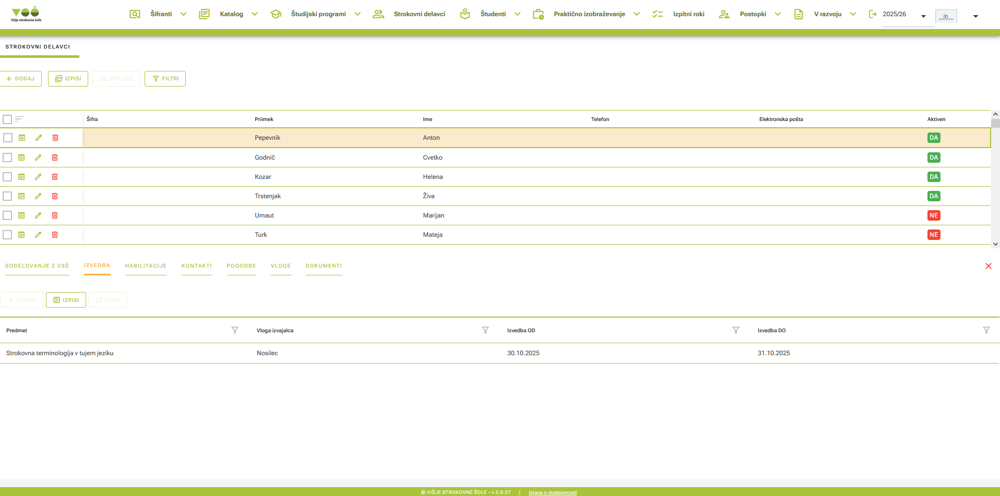 Višje strokovne šole
Šifranti
Katalog
Študijski programi
Strokovni delavci
Študenti
Praktično izobraževanje
Izpitni roki
Postopki
V razvoju
2025/26
STROKOVNI DELAVCI
DODAJ
IZPISI
PRILOGE
FILTRI
Šifra Priimek Ime Telefon Elektronska pošta Aktiven
Pepevnik Anton DA
Godnič Cvetko DA
Kozar Helena DA
Trstenjak Živa DA
Urnaut Marijan NE
Turk Mateja NE
SODELOVANJE Z VSŠ IZVEDBA HABILITACIJE KONTAKTI POGODBE VLOGE DOKUMENTI
DODAJ IZPISI UVOZ
Predmet Vloga izvajalca Izvedba OD Izvedba DO
Strokovna terminologija v tujem jeziku Nosilec 30.10.2025 31.10.2025
© VIŠJE STROKOVNE ŠOLE - v.2.0.27 | Izjava o dostopnosti